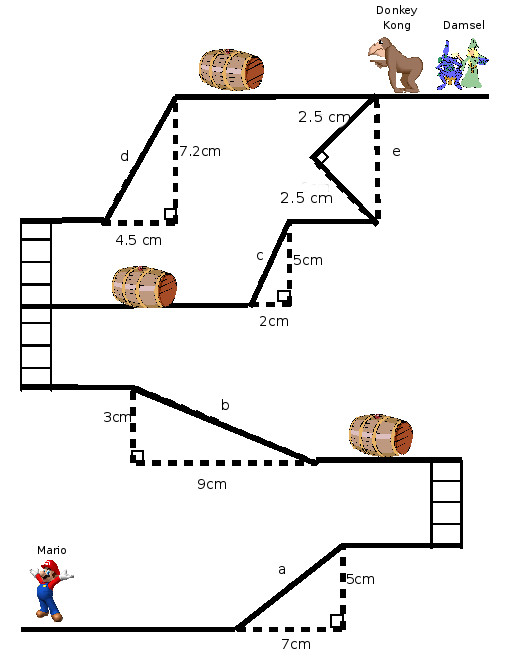 Donkey
Kong
Damsel
2.5 cm
d
7.2cm
e
2.5 cm
4.5 cm
c
5cm
2cm
b
3cm
9cm
Mario
a
5cm
7cm